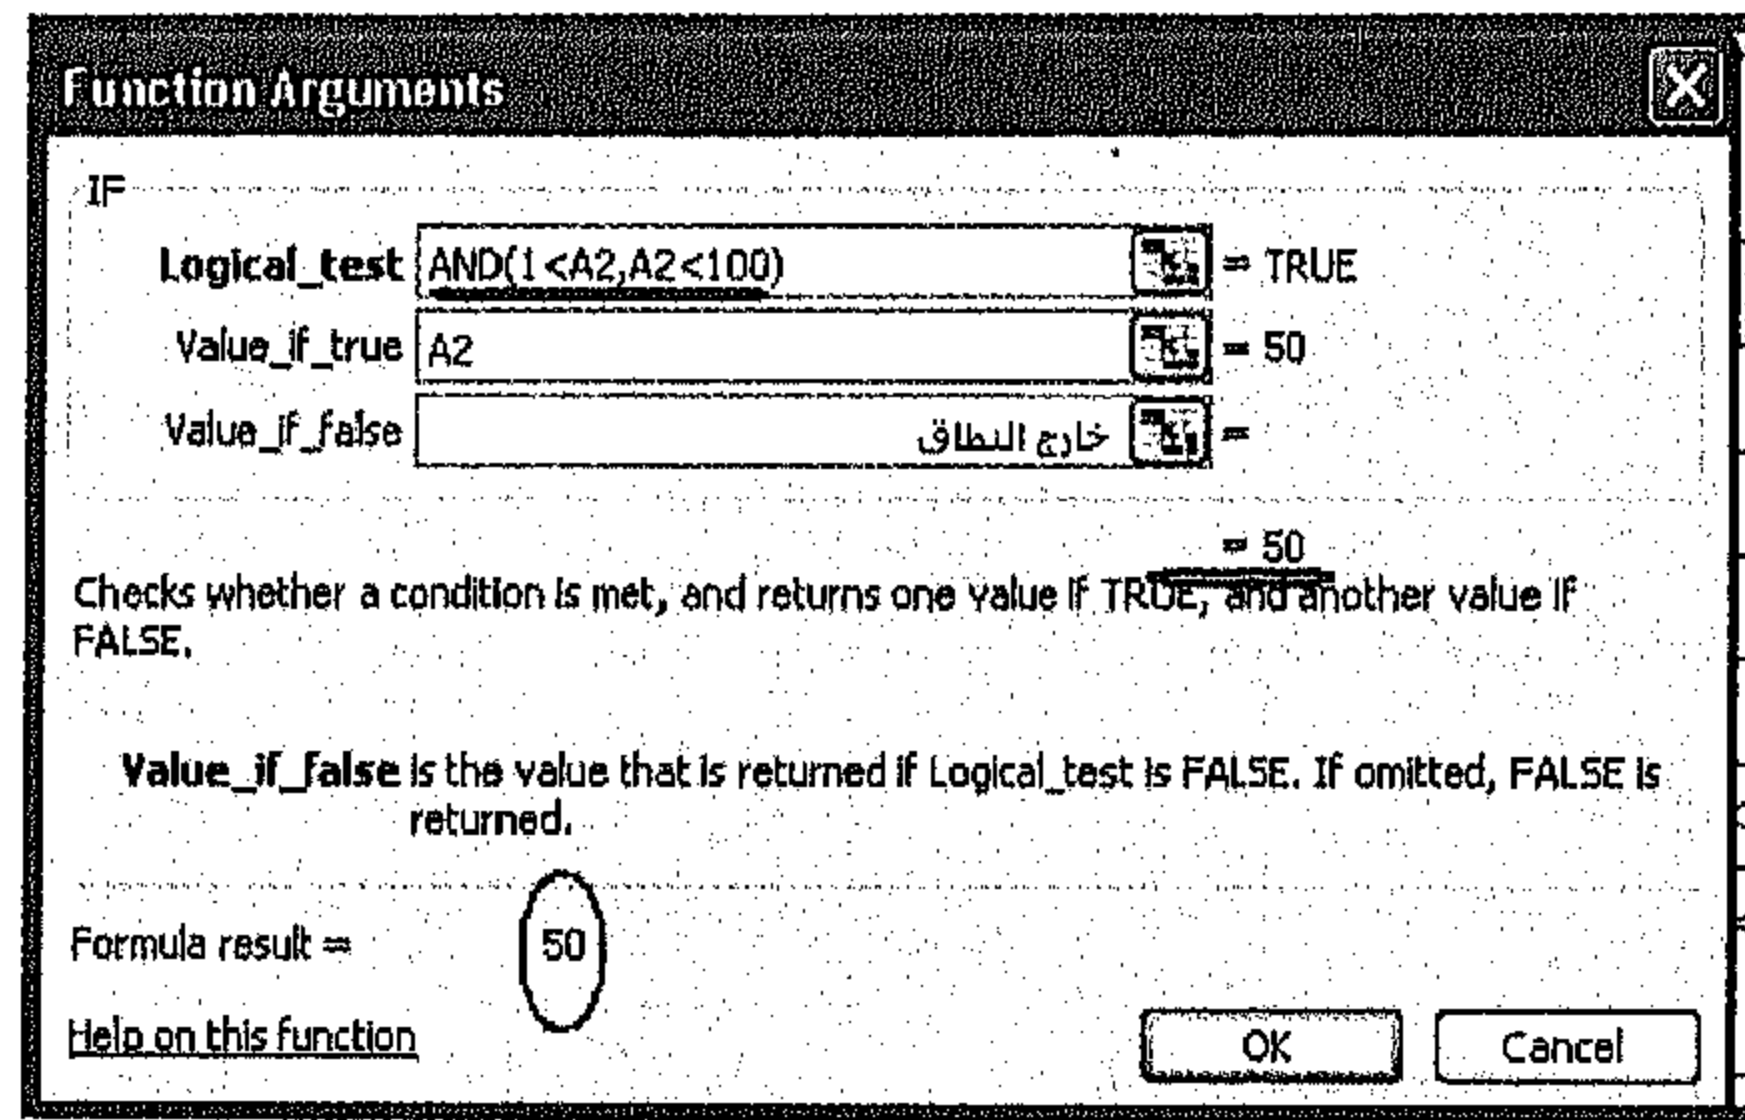 Function Arguments
IF
Logical_test AND(1<A2,A2<100) = TRUE
Value_if_true A2 = 50
Value_if_false خارج النطاق =
= 50
Checks whether a condition is met, and returns one value if TRUE, and another value if
FALSE.
Value_if_false is the value that is returned if Logical_test is FALSE. If omitted, FALSE is
returned.
Formula result = 50
Help on this function
OK Cancel